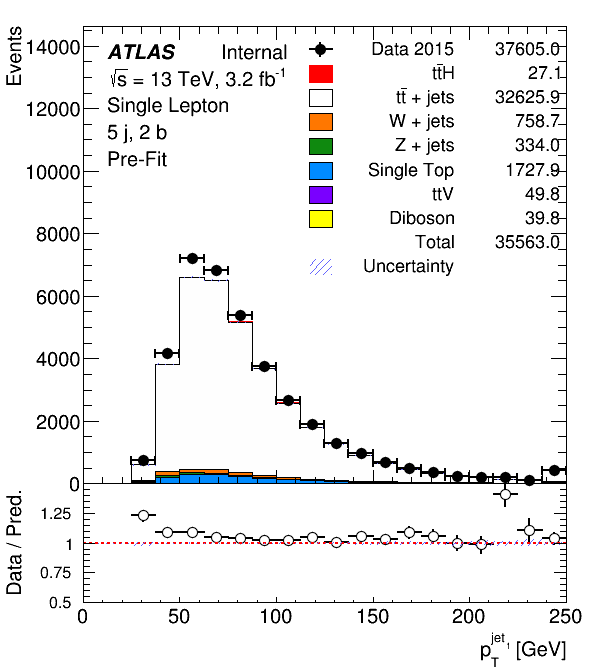 Events
14000
12000
10000
8000
6000
4000
2000
0
ATLAS Internal
√s = 13 TeV, 3.2 fb⁻¹
Single Lepton
5 j, 2 b
Pre-Fit
Data 2015 37605.0
tt̄H 27.1
tt̄ + jets 32625.9
W + jets 758.7
Z + jets 334.0
Single Top 1727.9
ttV 49.8
Diboson 39.8
Total 35563.0
Uncertainty
Data / Pred.
1.25
1
0.75
0.5
0 50 100 150 200 250
p_T^{jet_1} [GeV]